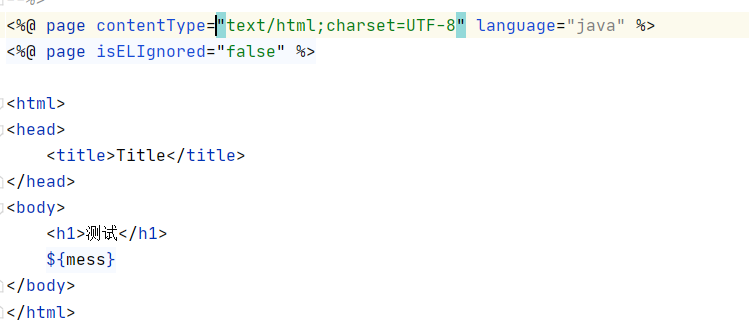 --%>
<%@ page contentType="text/html;charset=UTF-8" language="java" %>
<%@ page isELIgnored="false" %>
<html>
<head>
    <title>Title</title>
</head>
<body>
    <h1>测试</h1>
    ${mess}
</body>
</html>